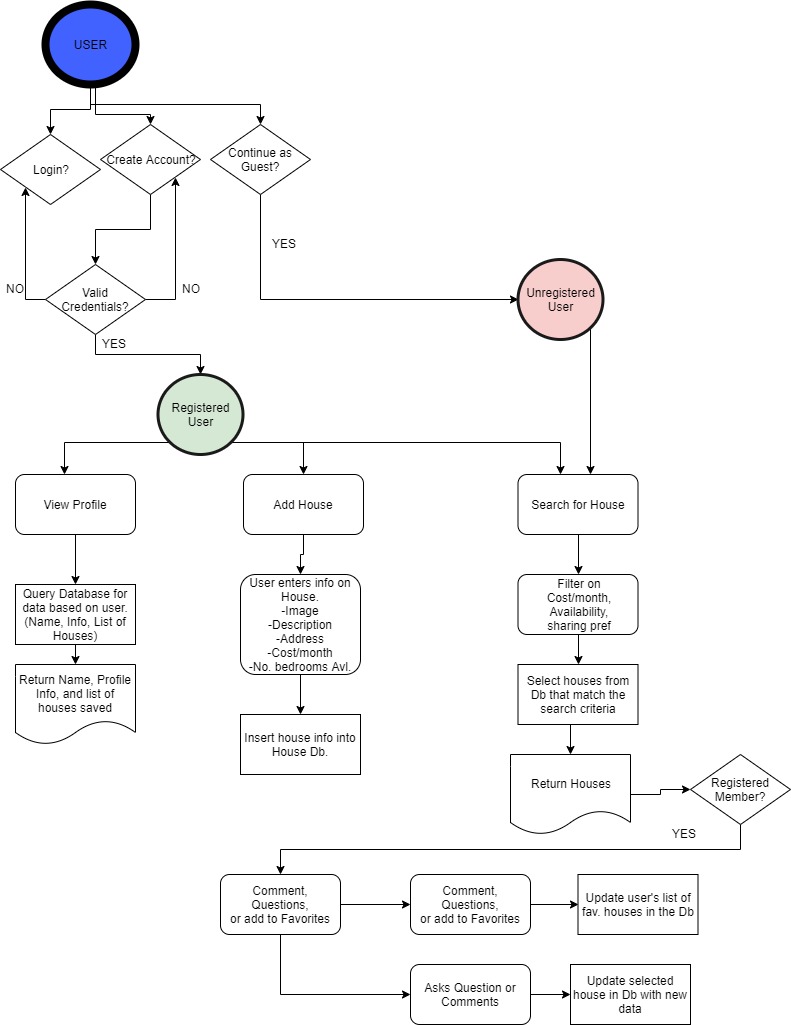 USER
Login?
Create Account?
Continue as
Guest?
YES
NO
Valid
Credentials?
NO
YES
Unregistered
User
Registered
User
View Profile
Add House
Search for House
Query Database for
data based on user.
(Name, Info, List of
Houses)
User enters info on
House.
-Image
-Description
-Address
-Cost/month
-No. bedrooms Avl.
Filter on
Cost/month,
Availability,
sharing pref
Return Name, Profile
Info, and list of
houses saved
Select houses from
Db that match the
search criteria
Insert house info into
House Db.
Return Houses
Registered
Member?
YES
Comment,
Questions,
or add to Favorites
Comment,
Questions,
or add to Favorites
Update user's list of
fav. houses in the Db
Asks Question or
Comments
Update selected
house in Db with new
data